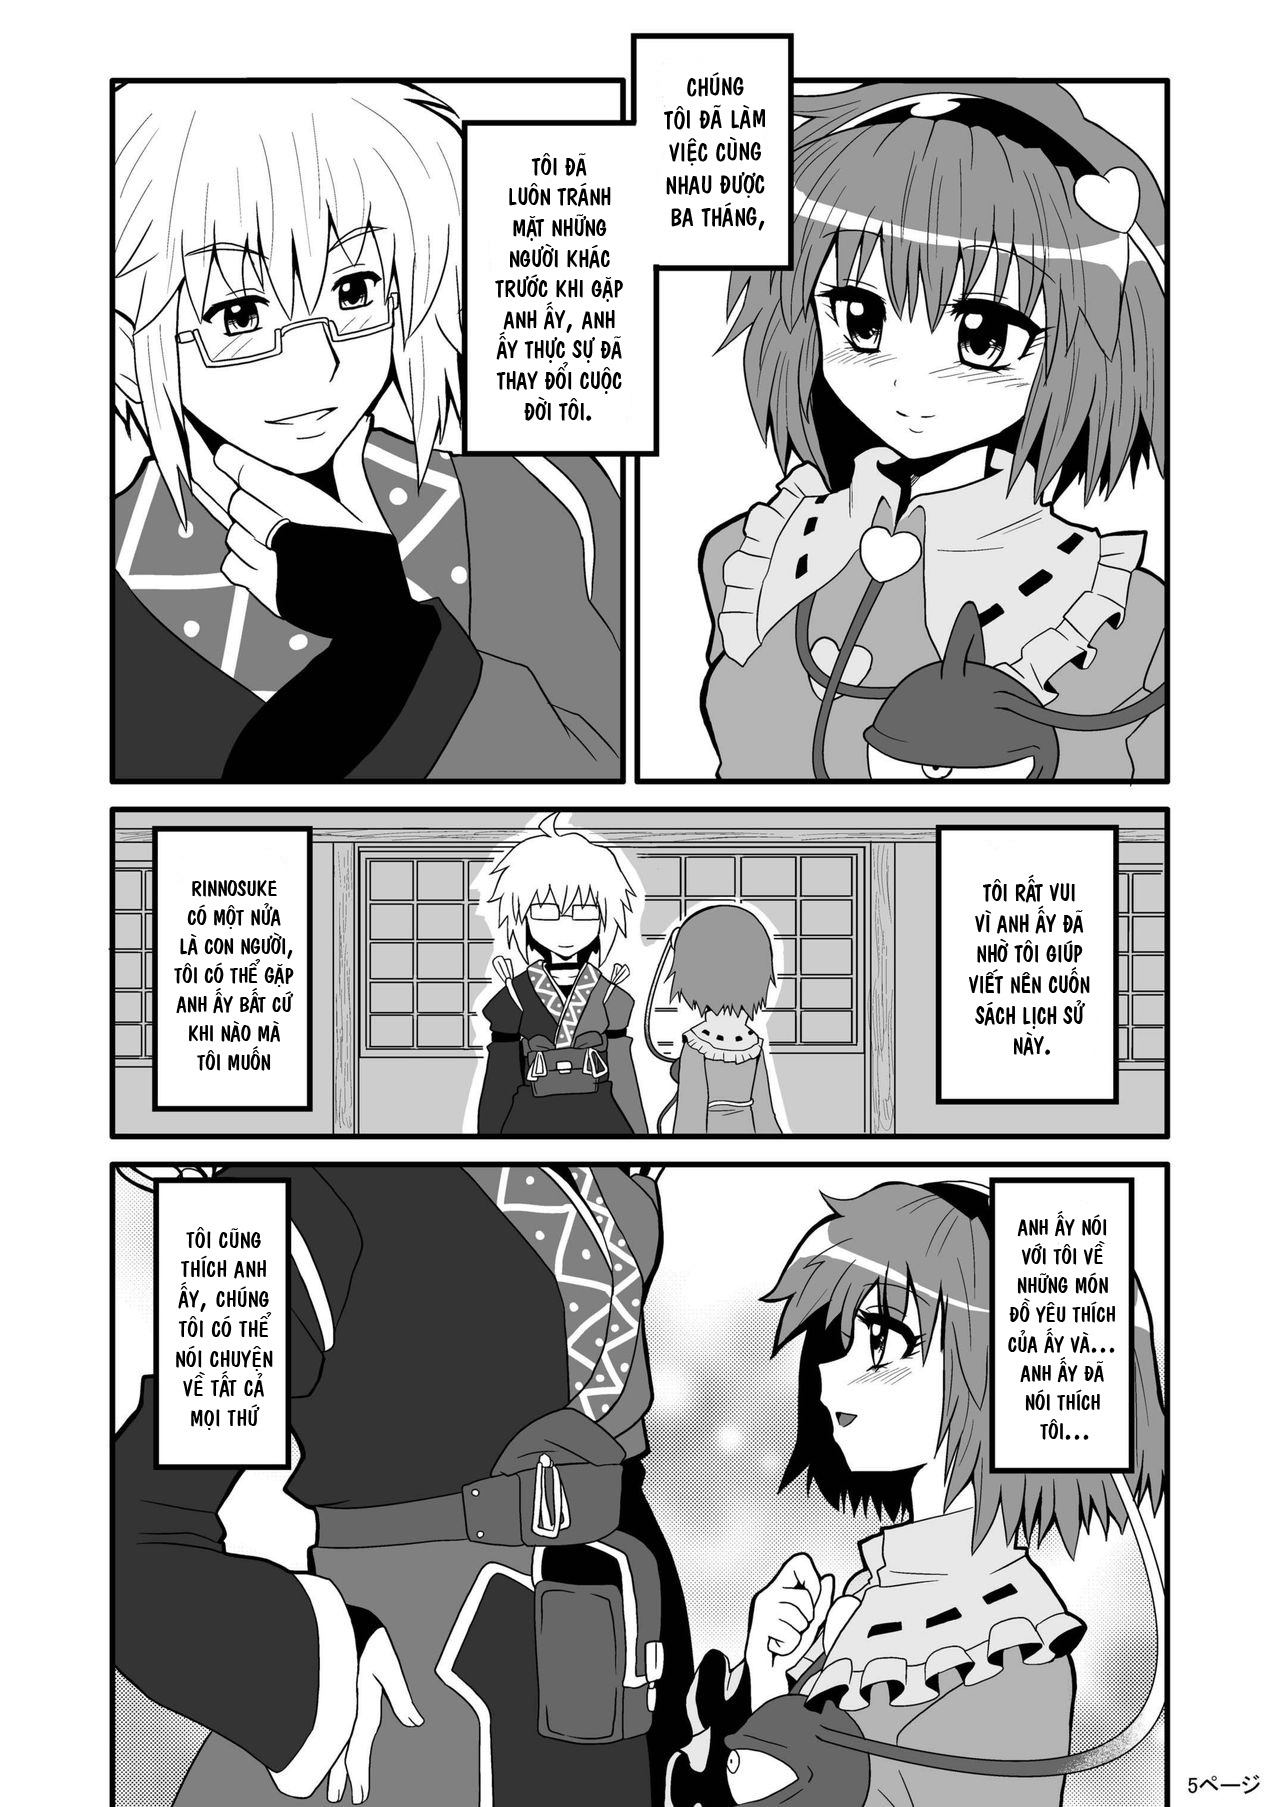 CHÚNG
TÔI ĐÃ LÀM
VIỆC CÙNG
NHAU ĐƯỢC
BA THÁNG,
TÔI ĐÃ
LUÔN TRÁNH
MẶT NHỮNG
NGƯỜI KHÁC
TRƯỚC KHI GẶP
ANH ẤY, ANH
ẤY THỰC SỰ ĐÃ
THAY ĐỔI CUỘC
ĐỜI TÔI.
TÔI RẤT VUI
VÌ ANH ẤY ĐÃ
NHỜ TÔI GIÚP
VIẾT NÊN CUỐN
SÁCH LỊCH SỬ
NÀY.
RINNOSUKE
CÓ MỘT NỬA
LÀ CON NGƯỜI,
TÔI CÓ THỂ GẶP
ANH ẤY BẤT CỨ
KHI NÀO MÀ
TÔI MUỐN
ANH ẤY NÓI
VỚI TÔI VỀ
NHỮNG MÓN
ĐỒ YÊU THÍCH
CỦA ẤY VÀ...
ANH ẤY ĐÃ
NÓI THÍCH
TÔI...
TÔI CŨNG
THÍCH ANH
ẤY, CHÚNG
TÔI CÓ THỂ
NÓI CHUYỆN
VỀ TẤT CẢ
MỌI THỨ
5ページ